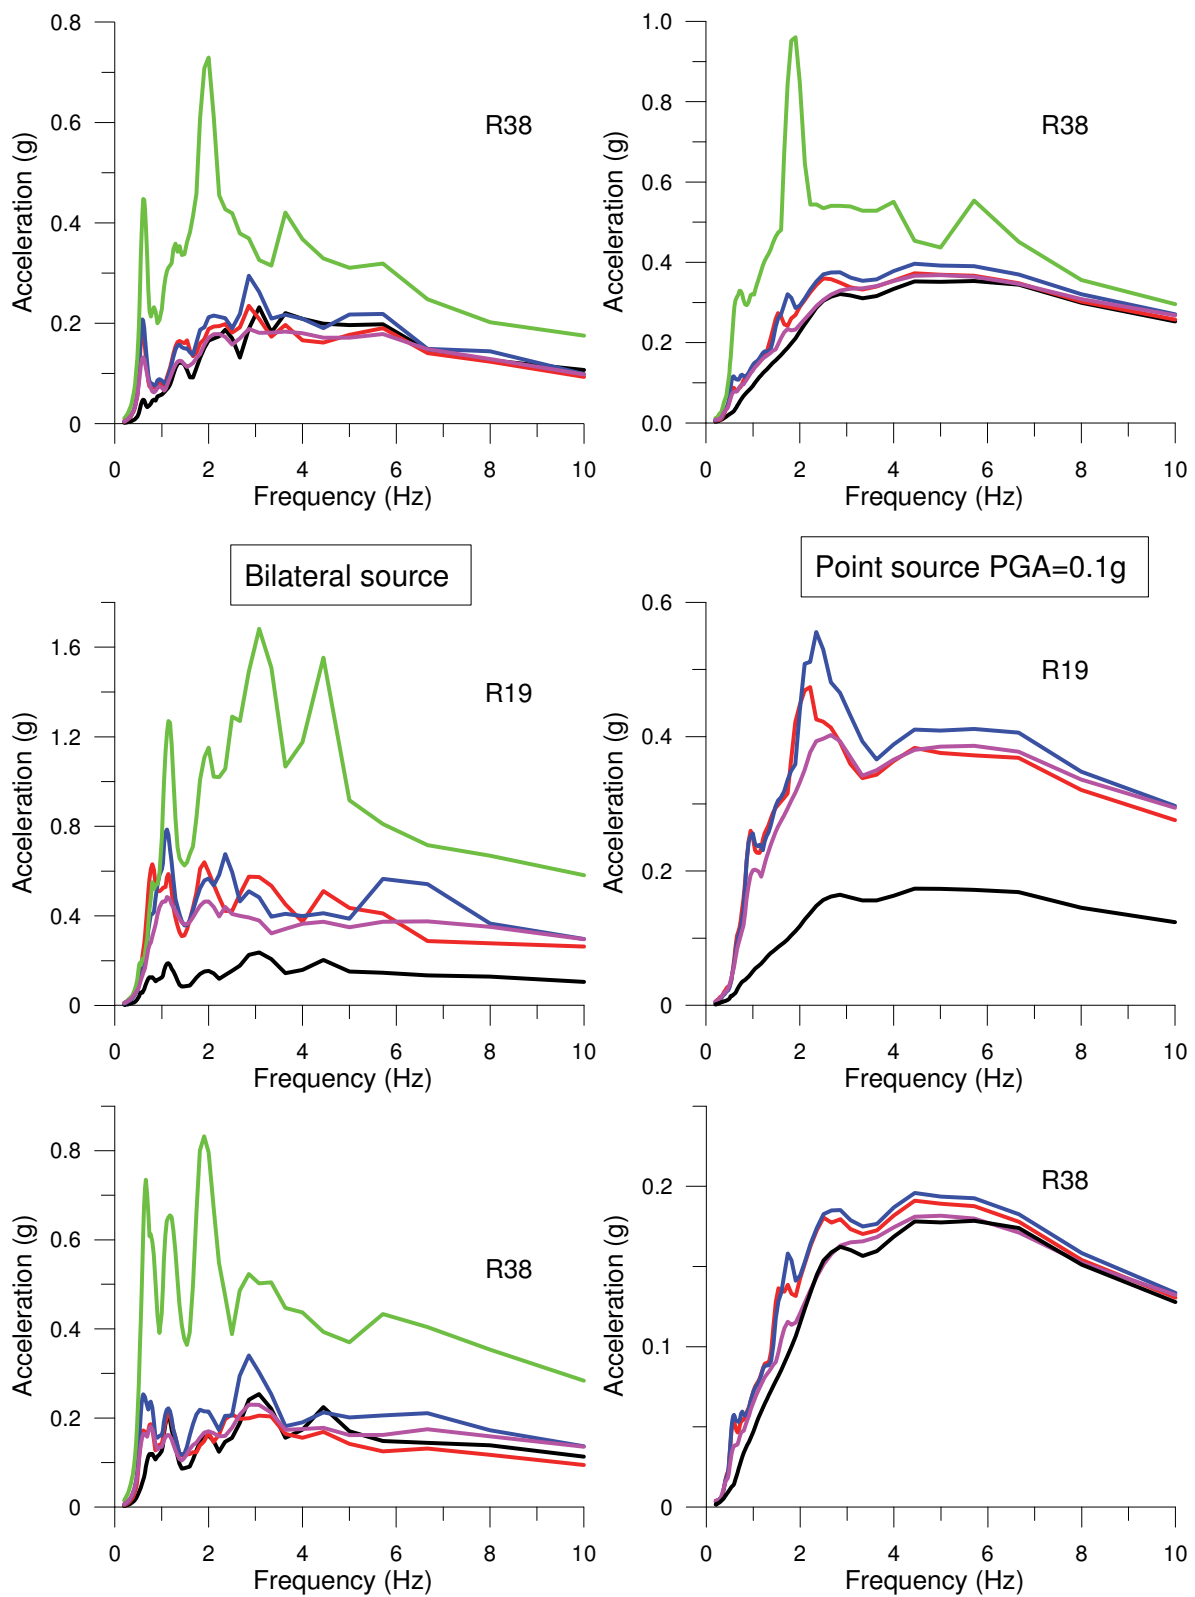 0.8
0.6
0.4
0.2
0
Acceleration (g)
R38
0 2 4 6 8 10
Frequency (Hz)
1.0
0.8
0.6
0.4
0.2
0.0
Acceleration (g)
R38
0 2 4 6 8 10
Frequency (Hz)
Bilateral source
1.6
1.2
0.8
0.4
0
Acceleration (g)
R19
0 2 4 6 8 10
Frequency (Hz)
Point source PGA=0.1g
0.6
0.4
0.2
0
Acceleration (g)
R19
0 2 4 6 8 10
Frequency (Hz)
0.8
0.6
0.4
0.2
0
Acceleration (g)
R38
0 2 4 6 8 10
Frequency (Hz)
0.2
0.1
0
Acceleration (g)
R38
0 2 4 6 8 10
Frequency (Hz)